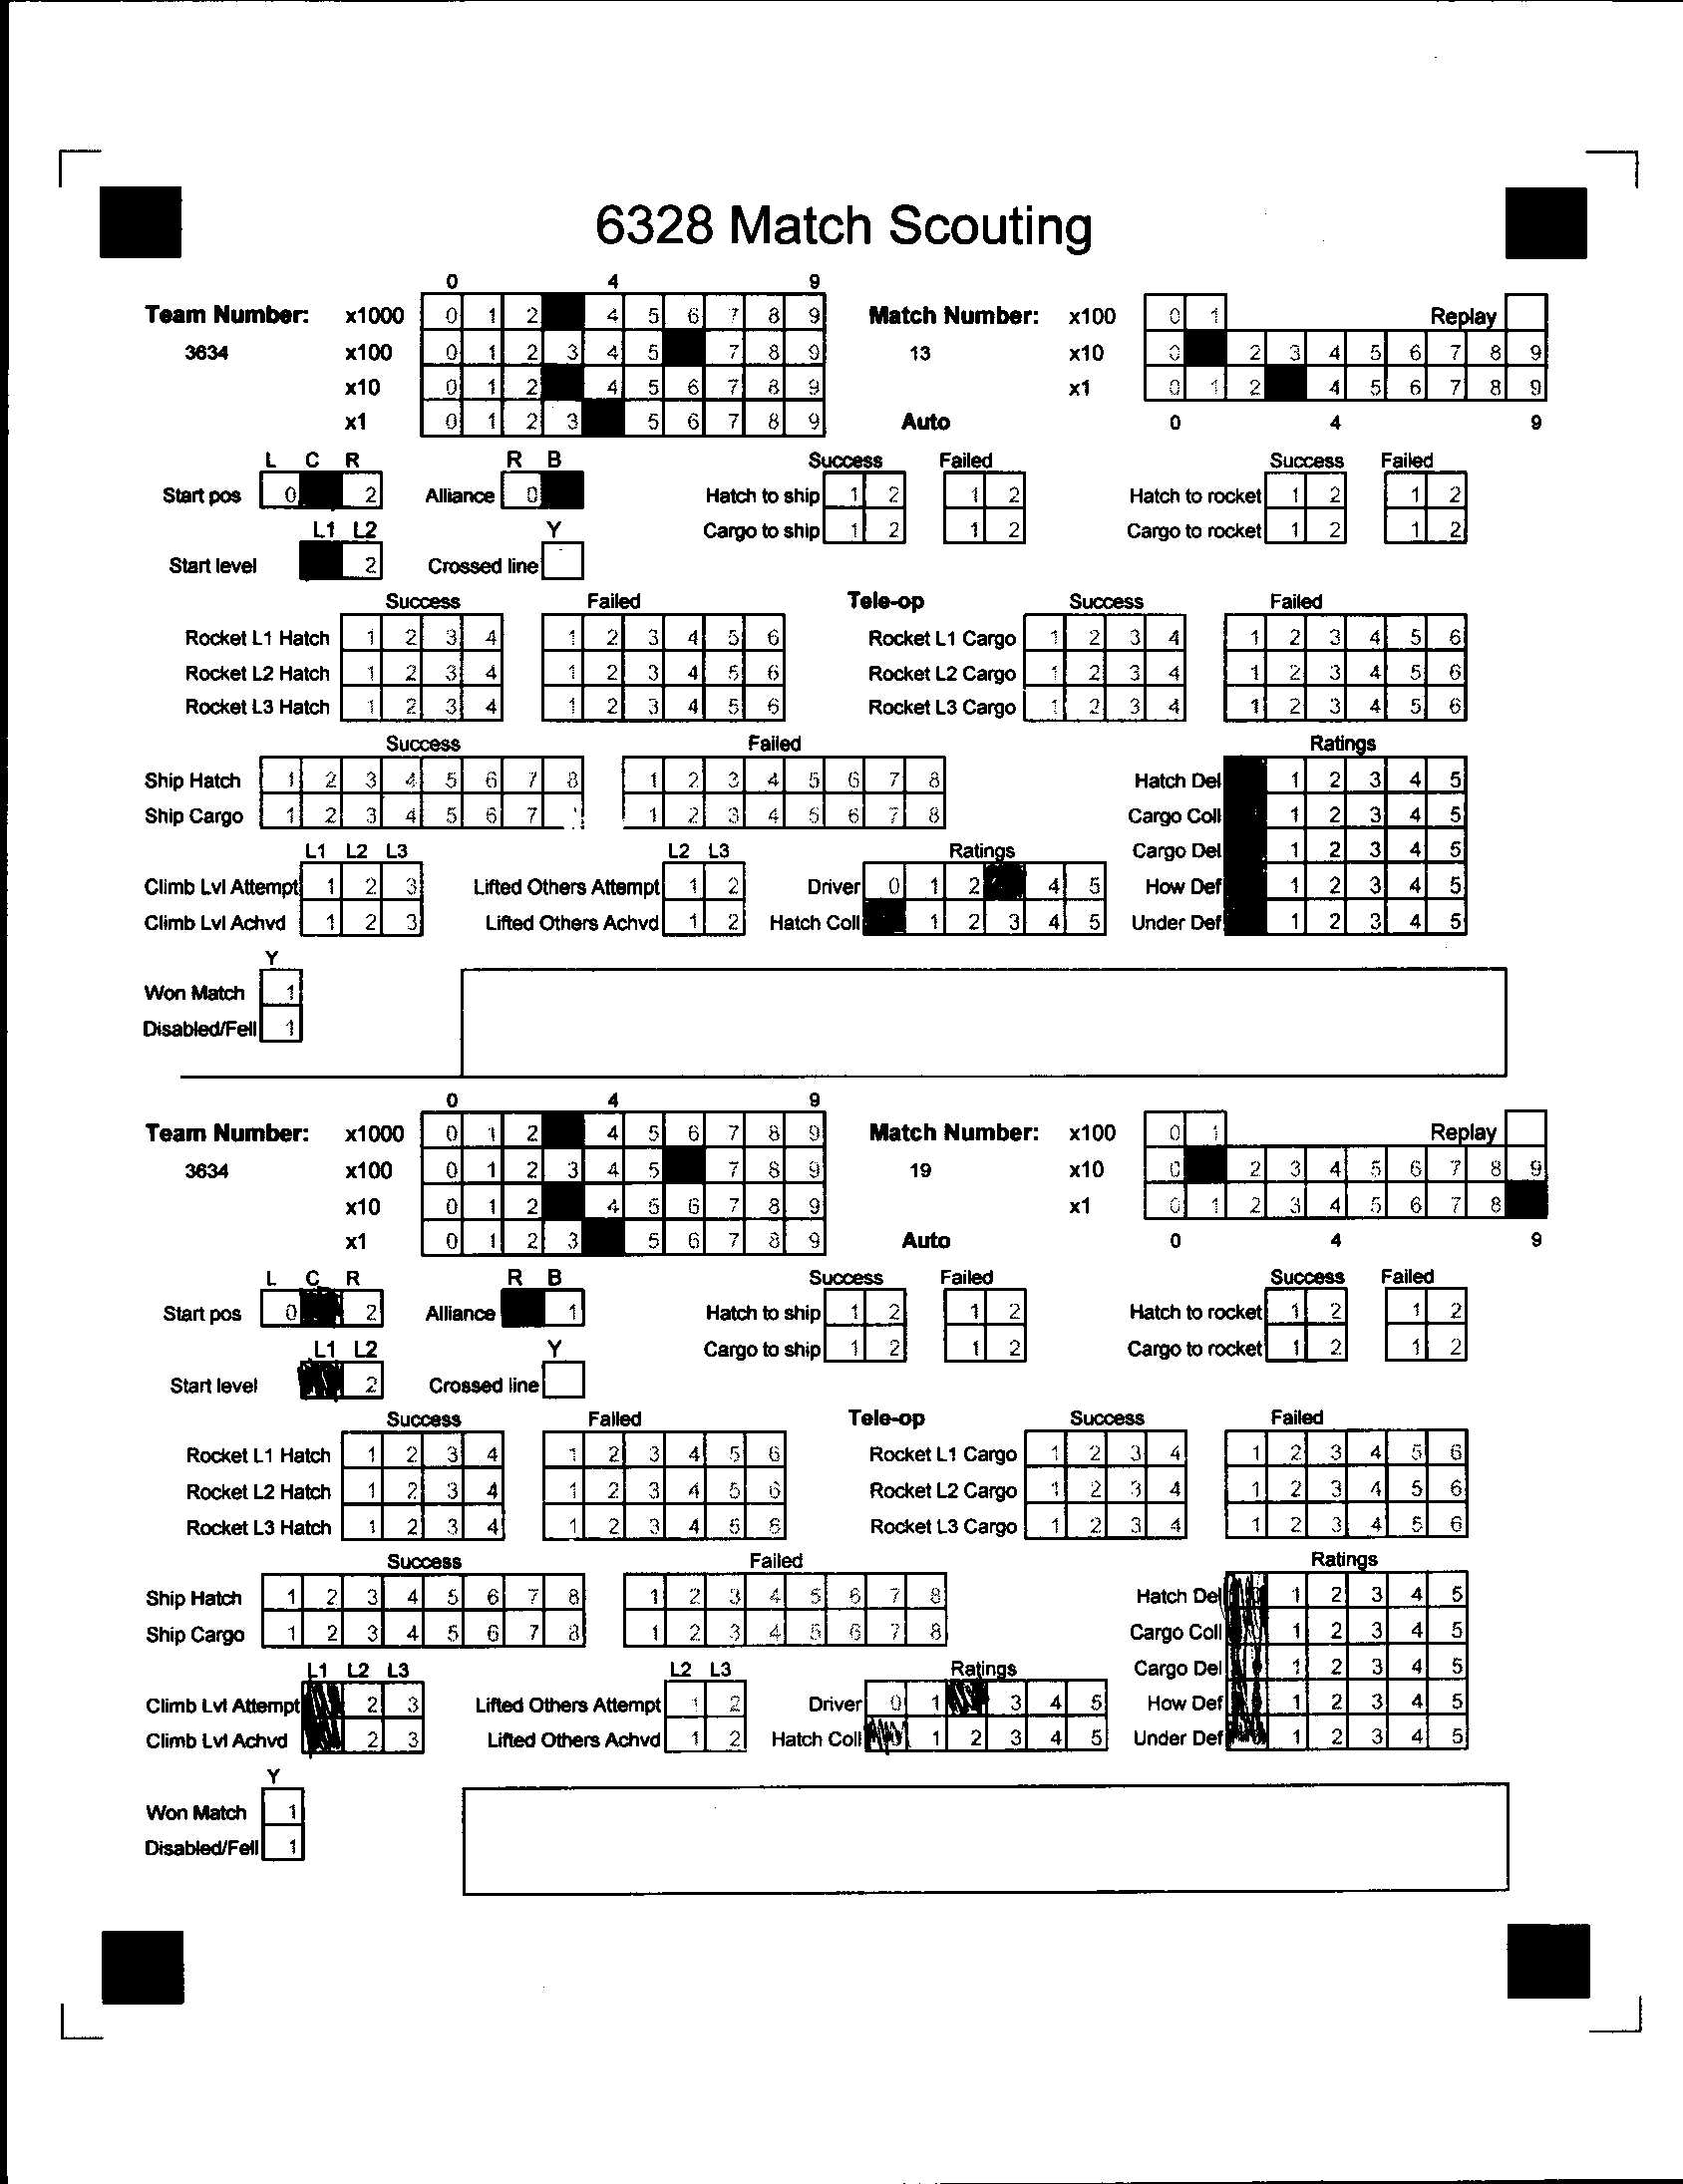 6328 Match Scouting
0 4 9
Team Number: x1000 0 1 2 4 5 6 7 8 9 Match Number: x100 0 1 Replay
3634 x100 0 1 2 3 4 5 7 8 9 13 x10 0 2 3 4 5 6 7 8 9
x10 0 1 2 4 5 6 7 8 9 x1 0 1 2 4 5 6 7 8 9
x1 0 1 2 3 5 6 7 8 9 Auto 0 4 9
L C R R B Success Failed Success Failed
Start pos 0 2 Alliance 0 Hatch to ship 1 2 1 2 Hatch to rocket 1 2 1 2
L1 L2 Y Cargo to ship 1 2 1 2 Cargo to rocket 1 2 1 2
Start level 2 Crossed line
Success Failed Tele-op Success Failed
Rocket L1 Hatch 1 2 3 4 1 2 3 4 5 6 Rocket L1 Cargo 1 2 3 4 1 2 3 4 5 6
Rocket L2 Hatch 1 2 3 4 1 2 3 4 5 6 Rocket L2 Cargo 1 2 3 4 1 2 3 4 5 6
Rocket L3 Hatch 1 2 3 4 1 2 3 4 5 6 Rocket L3 Cargo 1 2 3 4 1 2 3 4 5 6
Success Failed Ratings
Ship Hatch 1 2 3 4 5 6 7 8 1 2 3 4 5 6 7 8 Hatch Del 1 2 3 4 5
Ship Cargo 1 2 3 4 5 6 7 1 2 3 4 5 6 7 8 Cargo Coll 1 2 3 4 5
L1 L2 L3 L2 L3 Ratings Cargo Del 1 2 3 4 5
Climb Lvl Attempt 1 2 3 Lifted Others Attempt 1 2 Driver 0 1 2 4 5 How Def 1 2 3 4 5
Climb Lvl Achvd 1 2 3 Lifted Others Achvd 1 2 Hatch Coll 1 2 3 4 5 Under Def 1 2 3 4 5
Y
Won Match 1
Disabled/Fell 1
0 4 9
Team Number: x1000 0 1 2 4 5 6 7 8 9 Match Number: x100 0 1 Replay
3634 x100 0 1 2 3 4 5 7 8 9 19 x10 0 2 3 4 5 6 7 8 9
x10 0 1 2 4 5 6 7 8 9 x1 0 1 2 3 4 5 6 7 8
x1 0 1 2 3 5 6 7 8 9 Auto 0 4 9
L C R R B Success Failed Success Failed
Start pos 0 2 Alliance 1 Hatch to ship 1 2 1 2 Hatch to rocket 1 2 1 2
L1 L2 Y Cargo to ship 1 2 1 2 Cargo to rocket 1 2 1 2
Start level 2 Crossed line
Success Failed Tele-op Success Failed
Rocket L1 Hatch 1 2 3 4 1 2 3 4 5 6 Rocket L1 Cargo 1 2 3 4 1 2 3 4 5 6
Rocket L2 Hatch 1 2 3 4 1 2 3 4 5 6 Rocket L2 Cargo 1 2 3 4 1 2 3 4 5 6
Rocket L3 Hatch 1 2 3 4 1 2 3 4 5 6 Rocket L3 Cargo 1 2 3 4 1 2 3 4 5 6
Success Failed Ratings
Ship Hatch 1 2 3 4 5 6 7 8 1 2 3 4 5 6 7 8 Hatch Del 1 2 3 4 5
Ship Cargo 1 2 3 4 5 6 7 8 1 2 3 4 5 6 7 8 Cargo Coll 1 2 3 4 5
L1 L2 L3 L2 L3 Ratings Cargo Del 1 2 3 4 5
Climb Lvl Attempt 2 3 Lifted Others Attempt 1 2 Driver 0 1 3 4 5 How Def 1 2 3 4 5
Climb Lvl Achvd 2 3 Lifted Others Achvd 1 2 Hatch Coll 1 2 3 4 5 Under Def 1 2 3 4 5
Y
Won Match 1
Disabled/Fell 1